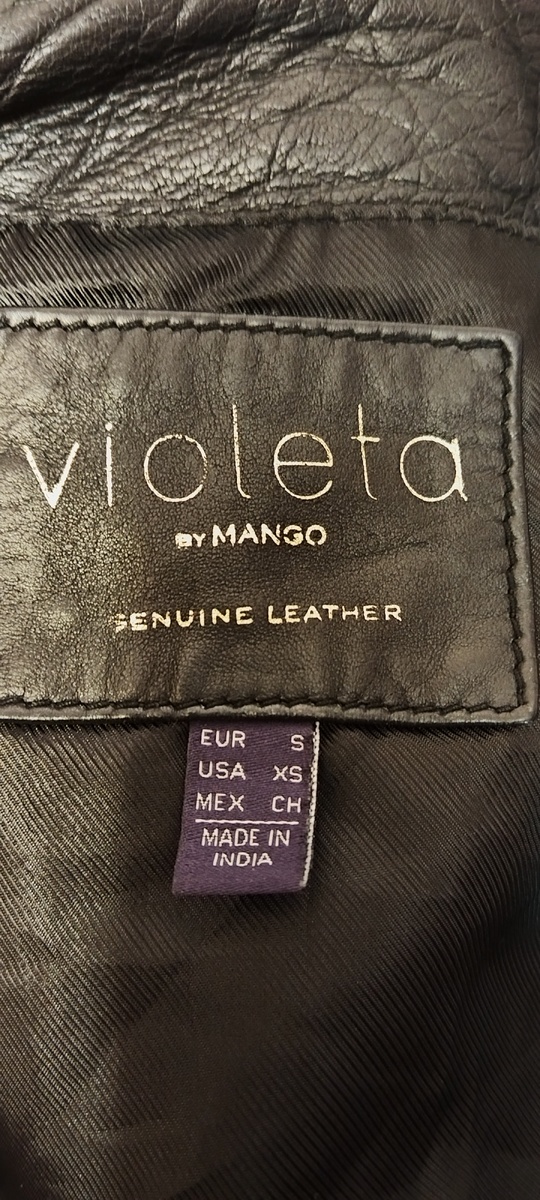 violeta
BY MANGO
GENUINE LEATHER
EUR S
USA XS
MEX CH
MADE IN
INDIA